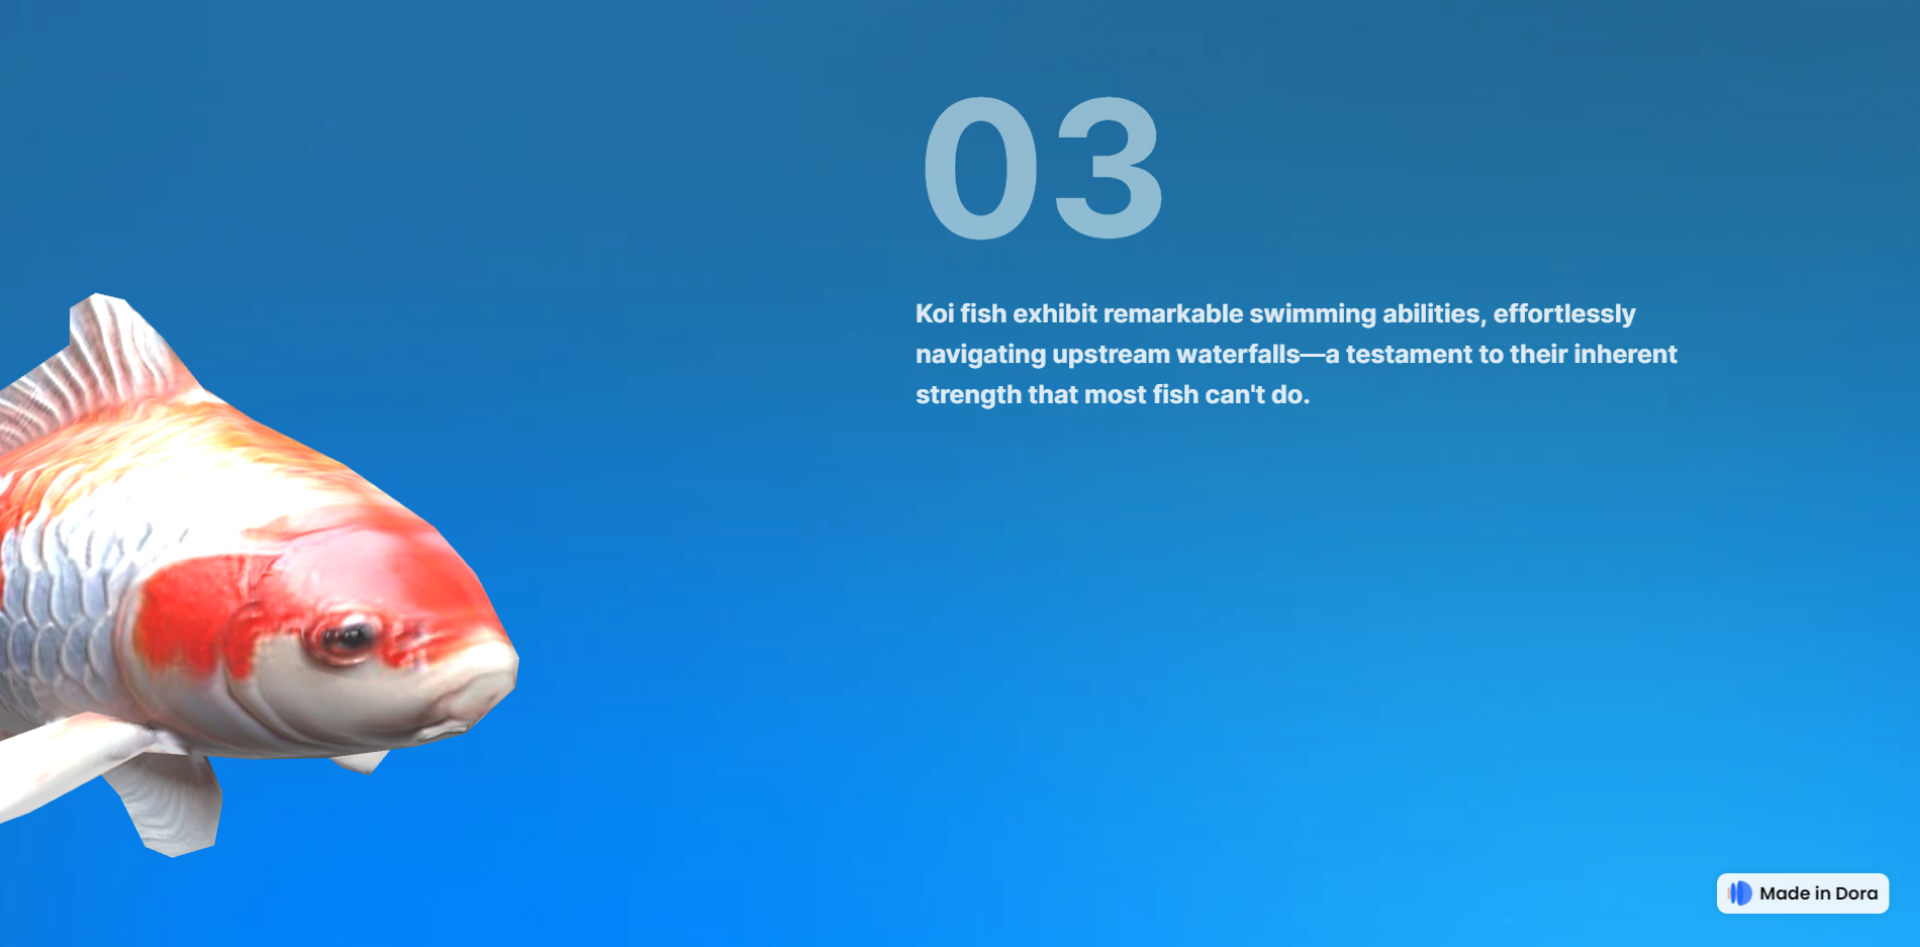 03
Koi fish exhibit remarkable swimming abilities, effortlessly
navigating upstream waterfalls—a testament to their inherent
strength that most fish can't do.
Made in Dora